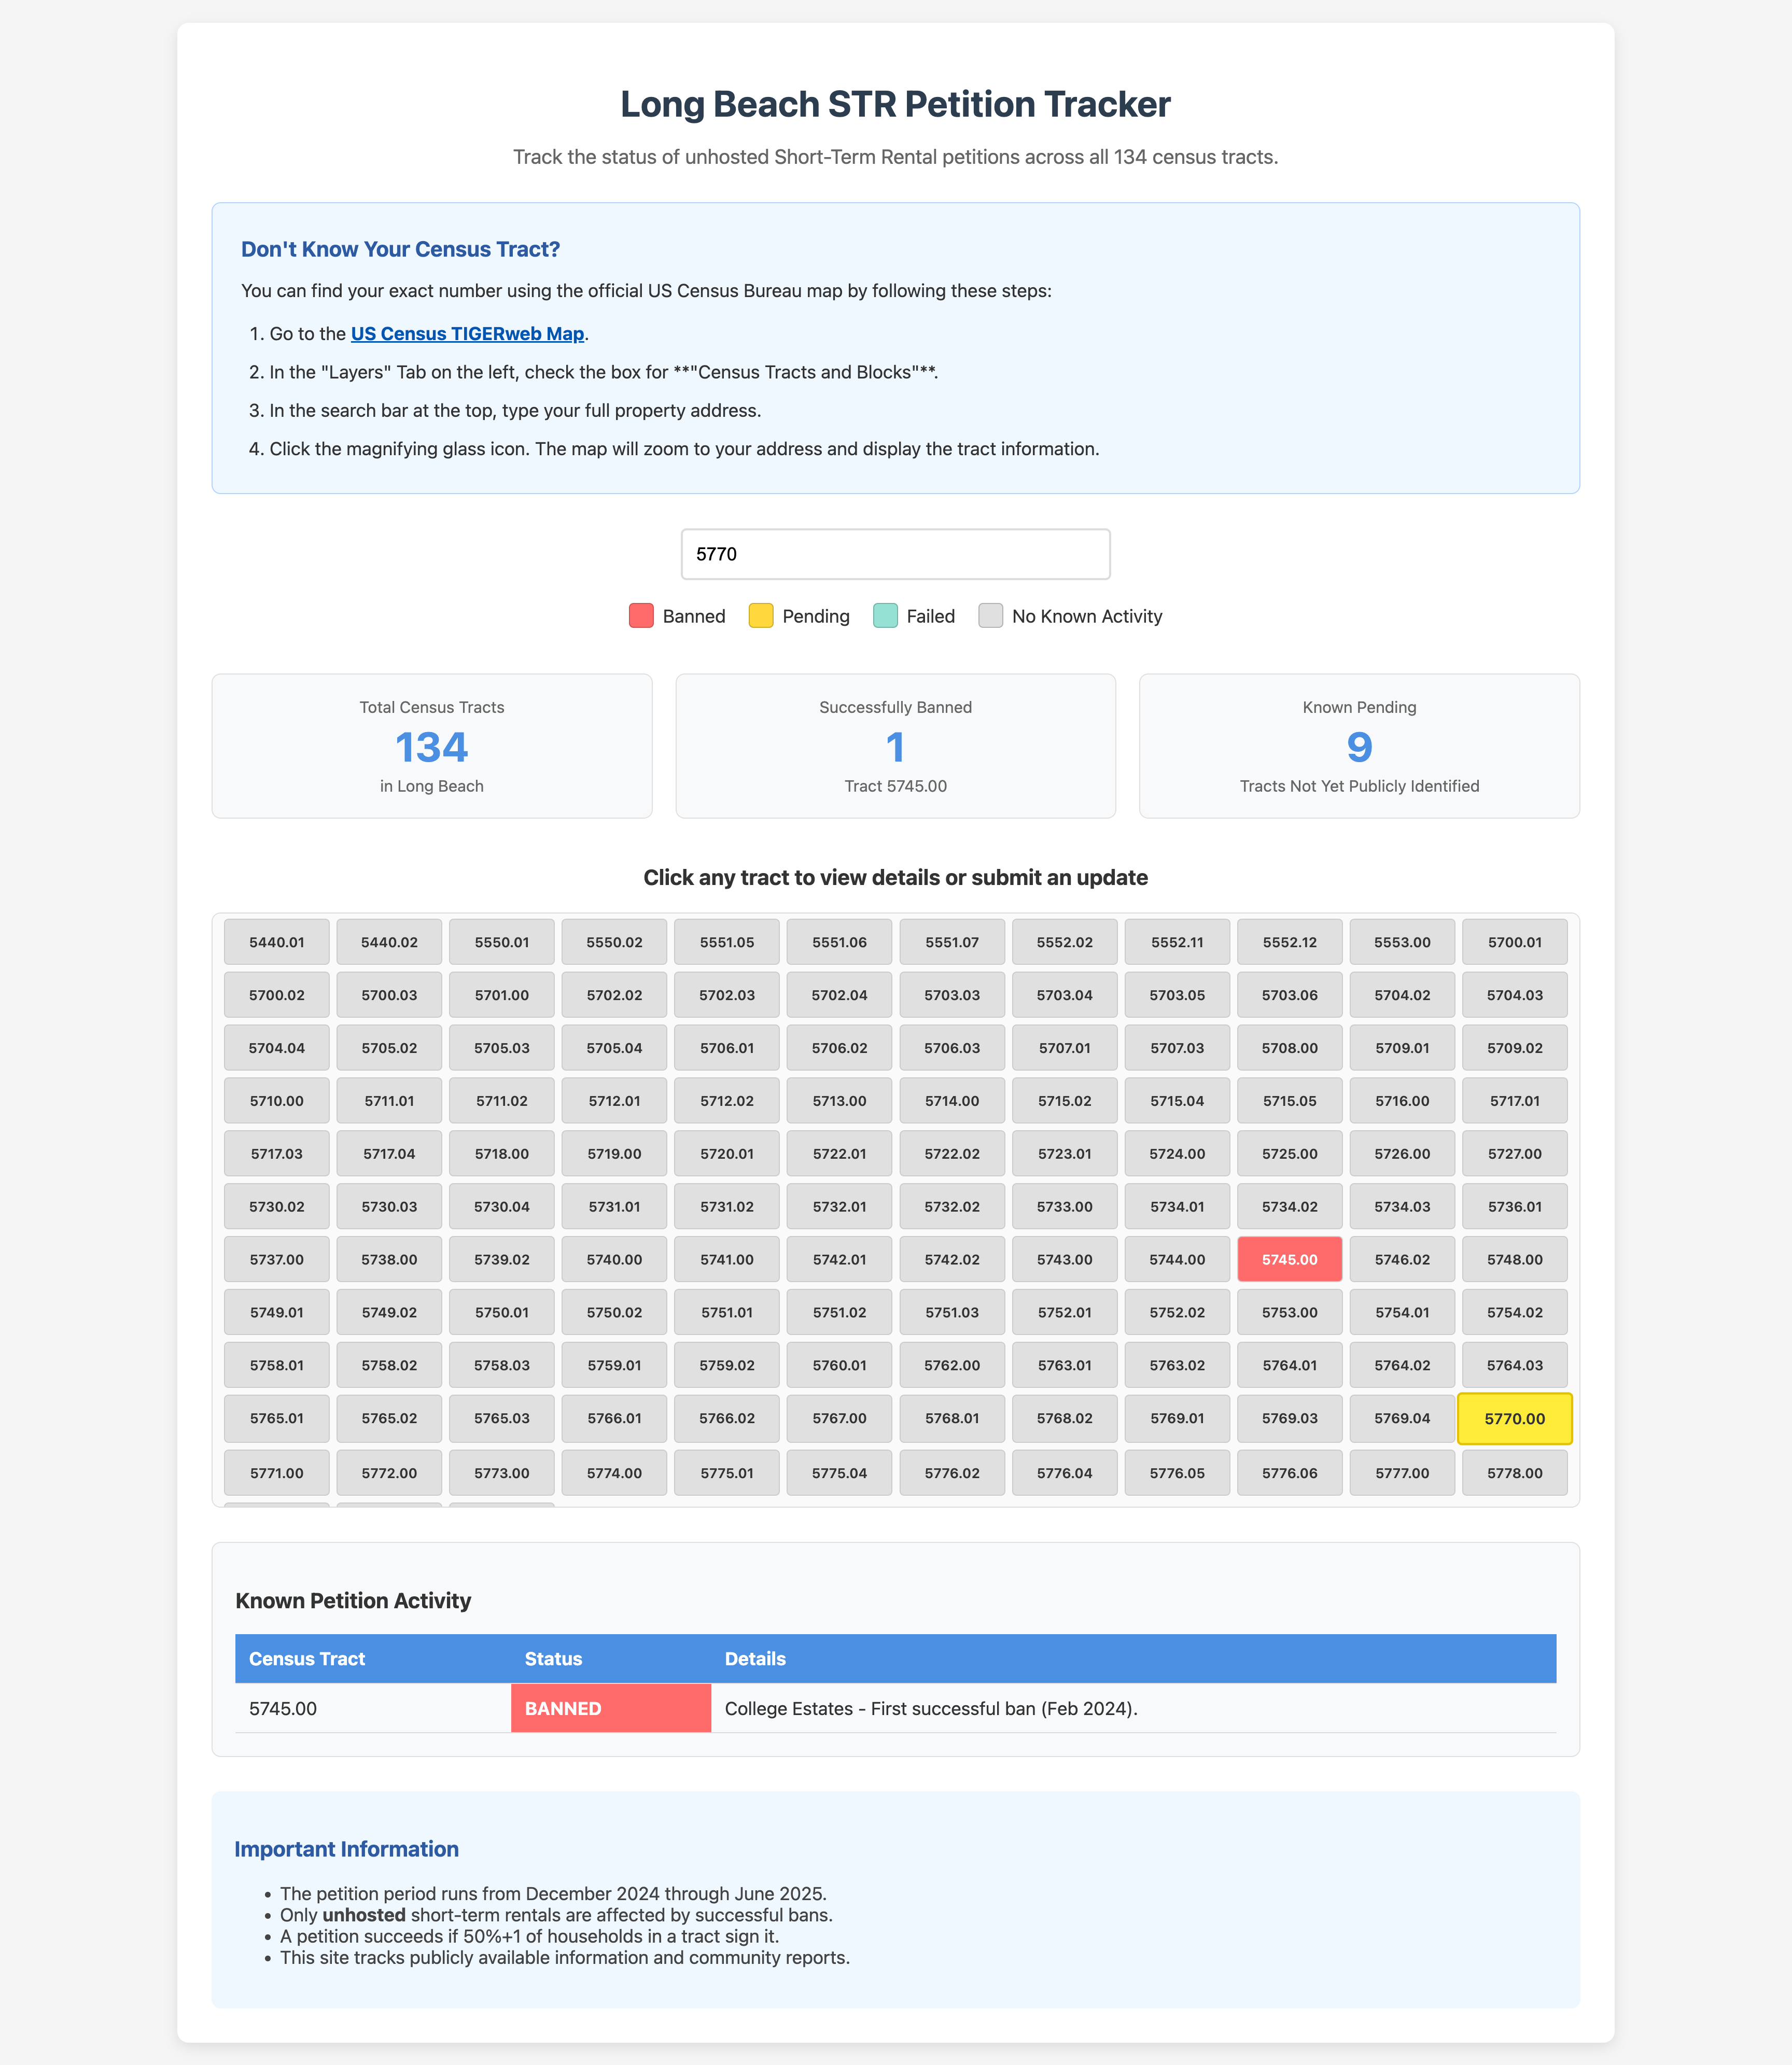 Long Beach STR Petition Tracker
Track the status of unhosted Short-Term Rental petitions across all 134 census tracts.
Don't Know Your Census Tract?
You can find your exact number using the official US Census Bureau map by following these steps:
1. Go to the US Census TIGERweb Map.
2. In the "Layers" Tab on the left, check the box for **"Census Tracts and Blocks"**.
3. In the search bar at the top, type your full property address.
4. Click the magnifying glass icon. The map will zoom to your address and display the tract information.
5770
Banned Pending Failed No Known Activity
Total Census Tracts
134
in Long Beach
Successfully Banned
1
Tract 5745.00
Known Pending
9
Tracts Not Yet Publicly Identified
Click any tract to view details or submit an update
5440.01 5440.02 5550.01 5550.02 5551.05 5551.06 5551.07 5552.02 5552.11 5552.12 5553.00 5700.01
5700.02 5700.03 5701.00 5702.02 5702.03 5702.04 5703.03 5703.04 5703.05 5703.06 5704.02 5704.03
5704.04 5705.02 5705.03 5705.04 5706.01 5706.02 5706.03 5707.01 5707.03 5708.00 5709.01 5709.02
5710.00 5711.01 5711.02 5712.01 5712.02 5713.00 5714.00 5715.02 5715.04 5715.05 5716.00 5717.01
5717.03 5717.04 5718.00 5719.00 5720.01 5722.01 5722.02 5723.01 5724.00 5725.00 5726.00 5727.00
5730.02 5730.03 5730.04 5731.01 5731.02 5732.01 5732.02 5733.00 5734.01 5734.02 5734.03 5736.01
5737.00 5738.00 5739.02 5740.00 5741.00 5742.01 5742.02 5743.00 5744.00 5745.00 5746.02 5748.00
5749.01 5749.02 5750.01 5750.02 5751.01 5751.02 5751.03 5752.01 5752.02 5753.00 5754.01 5754.02
5758.01 5758.02 5758.03 5759.01 5759.02 5760.01 5762.00 5763.01 5763.02 5764.01 5764.02 5764.03
5765.01 5765.02 5765.03 5766.01 5766.02 5767.00 5768.01 5768.02 5769.01 5769.03 5769.04 5770.00
5771.00 5772.00 5773.00 5774.00 5775.01 5775.04 5776.02 5776.04 5776.05 5776.06 5777.00 5778.00
Known Petition Activity
Census Tract Status Details
5745.00 BANNED College Estates - First successful ban (Feb 2024).
Important Information
• The petition period runs from December 2024 through June 2025.
• Only unhosted short-term rentals are affected by successful bans.
• A petition succeeds if 50%+1 of households in a tract sign it.
• This site tracks publicly available information and community reports.